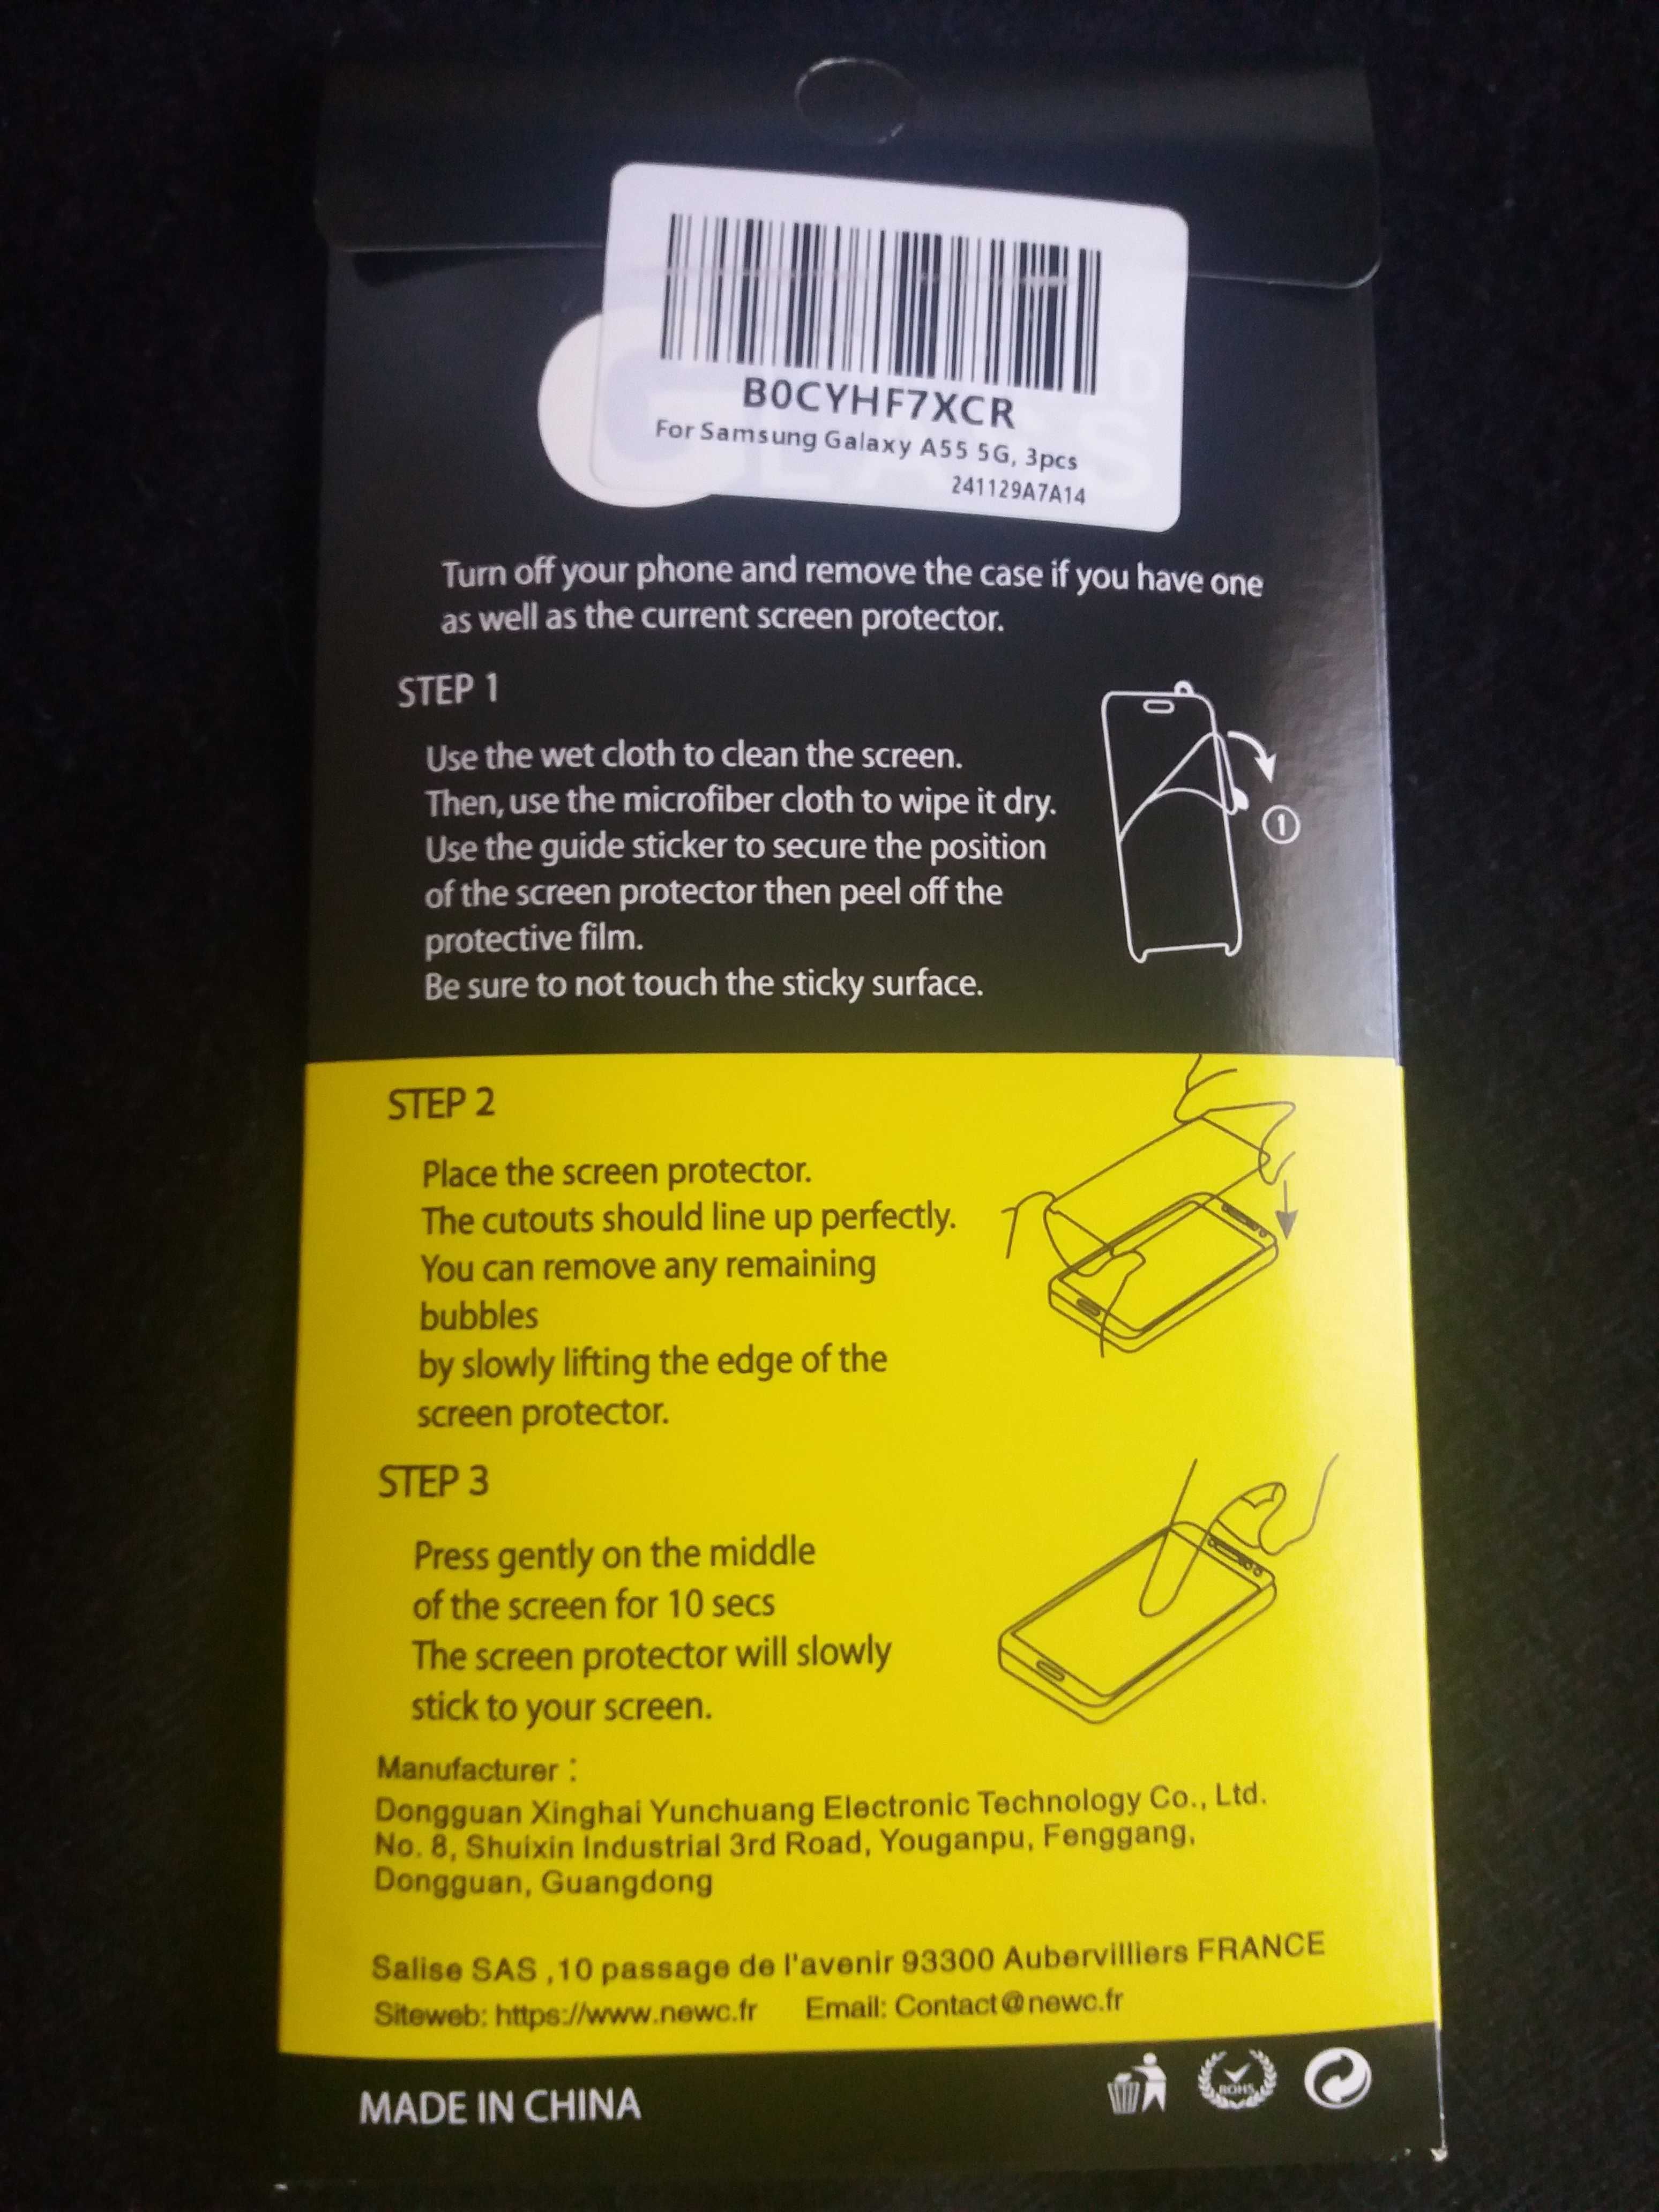 B0CYHF7XCR
For Samsung Galaxy A55 5G, 3pcs
241129A7A14
Turn off your phone and remove the case if you have one
as well as the current screen protector.
STEP 1
Use the wet cloth to clean the screen.
Then, use the microfiber cloth to wipe it dry.
Use the guide sticker to secure the position
of the screen protector then peel off the
protective film.
Be sure to not touch the sticky surface.
1
STEP 2
Place the screen protector.
The cutouts should line up perfectly.
You can remove any remaining
bubbles
by slowly lifting the edge of the
screen protector.
STEP 3
Press gently on the middle
of the screen for 10 secs
The screen protector will slowly
stick to your screen.
Manufacturer :
Dongguan Xinghai Yunchuang Electronic Technology Co., Ltd.
No. 8, Shuixin Industrial 3rd Road, Youganpu, Fenggang,
Dongguan, Guangdong
Salise SAS ,10 passage de l'avenir 93300 Aubervilliers FRANCE
Siteweb: https://www.newc.fr Email: Contact@newc.fr
MADE IN CHINA
ROHS